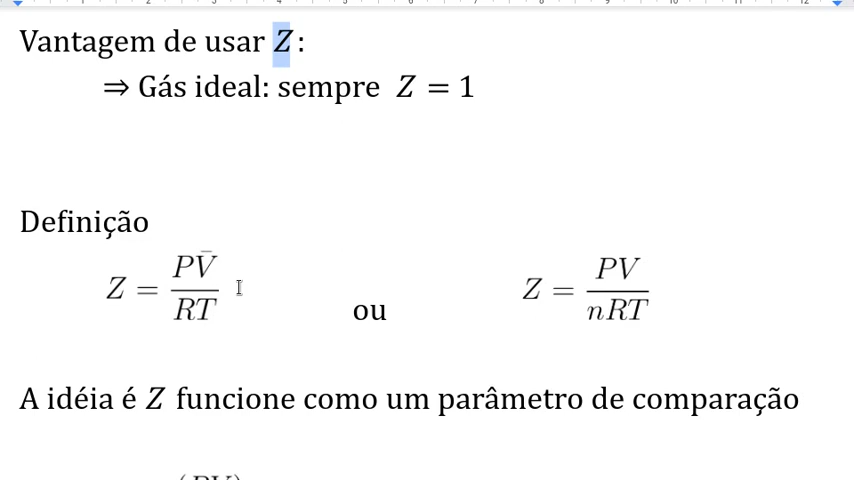 Vantagem de usar Z:
⇒ Gás ideal: sempre Z = 1
Definição
Z = PV̄ / RT ou Z = PV / nRT
A idéia é Z funcione como um parâmetro de comparação